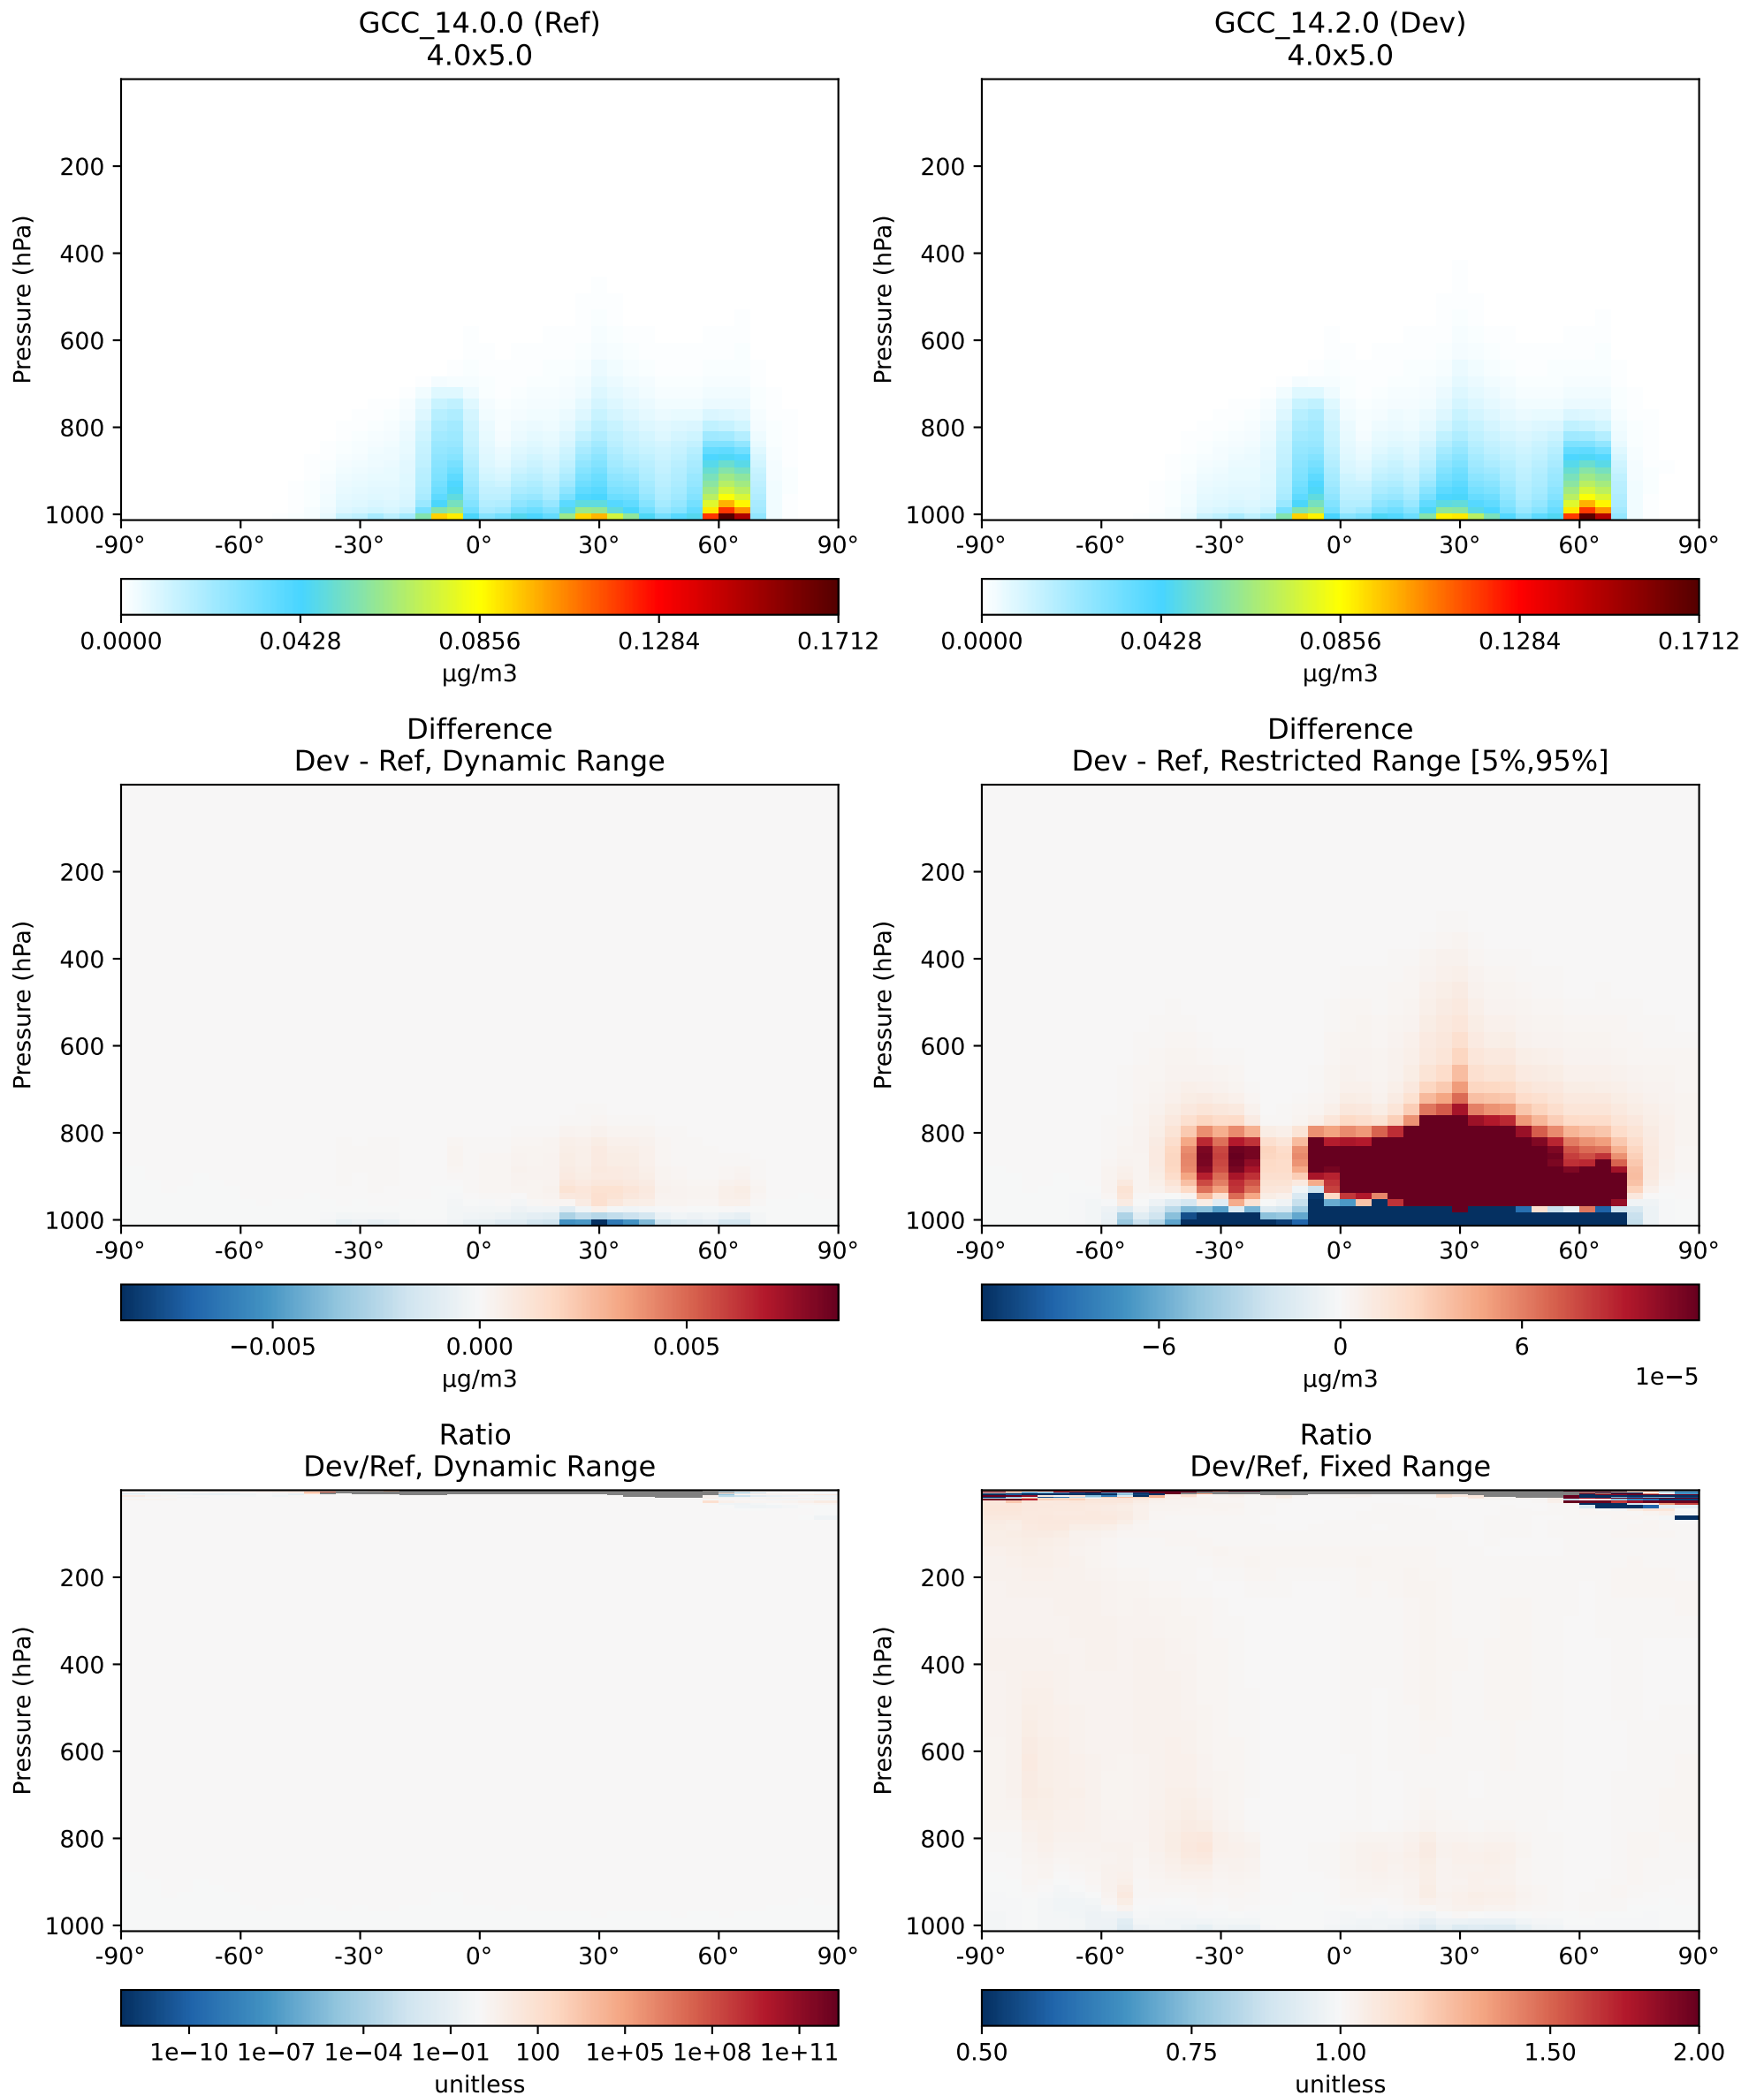 GCC_14.0.0 (Ref)
4.0x5.0
Pressure (hPa)
200
400
600
800
1000
-90° -60° -30° 0° 30° 60° 90°
0.0000 0.0428 0.0856 0.1284 0.1712
μg/m3
GCC_14.2.0 (Dev)
4.0x5.0
Pressure (hPa)
200
400
600
800
1000
-90° -60° -30° 0° 30° 60° 90°
0.0000 0.0428 0.0856 0.1284 0.1712
μg/m3
Difference
Dev - Ref, Dynamic Range
Pressure (hPa)
200
400
600
800
1000
-90° -60° -30° 0° 30° 60° 90°
−0.005 0.000 0.005
μg/m3
Difference
Dev - Ref, Restricted Range [5%,95%]
Pressure (hPa)
200
400
600
800
1000
-90° -60° -30° 0° 30° 60° 90°
−6 0 6
μg/m3
1e−5
Ratio
Dev/Ref, Dynamic Range
Pressure (hPa)
200
400
600
800
1000
-90° -60° -30° 0° 30° 60° 90°
1e−10 1e−07 1e−04 1e−01 100 1e+05 1e+08 1e+11
unitless
Ratio
Dev/Ref, Fixed Range
Pressure (hPa)
200
400
600
800
1000
-90° -60° -30° 0° 30° 60° 90°
0.50 0.75 1.00 1.50 2.00
unitless